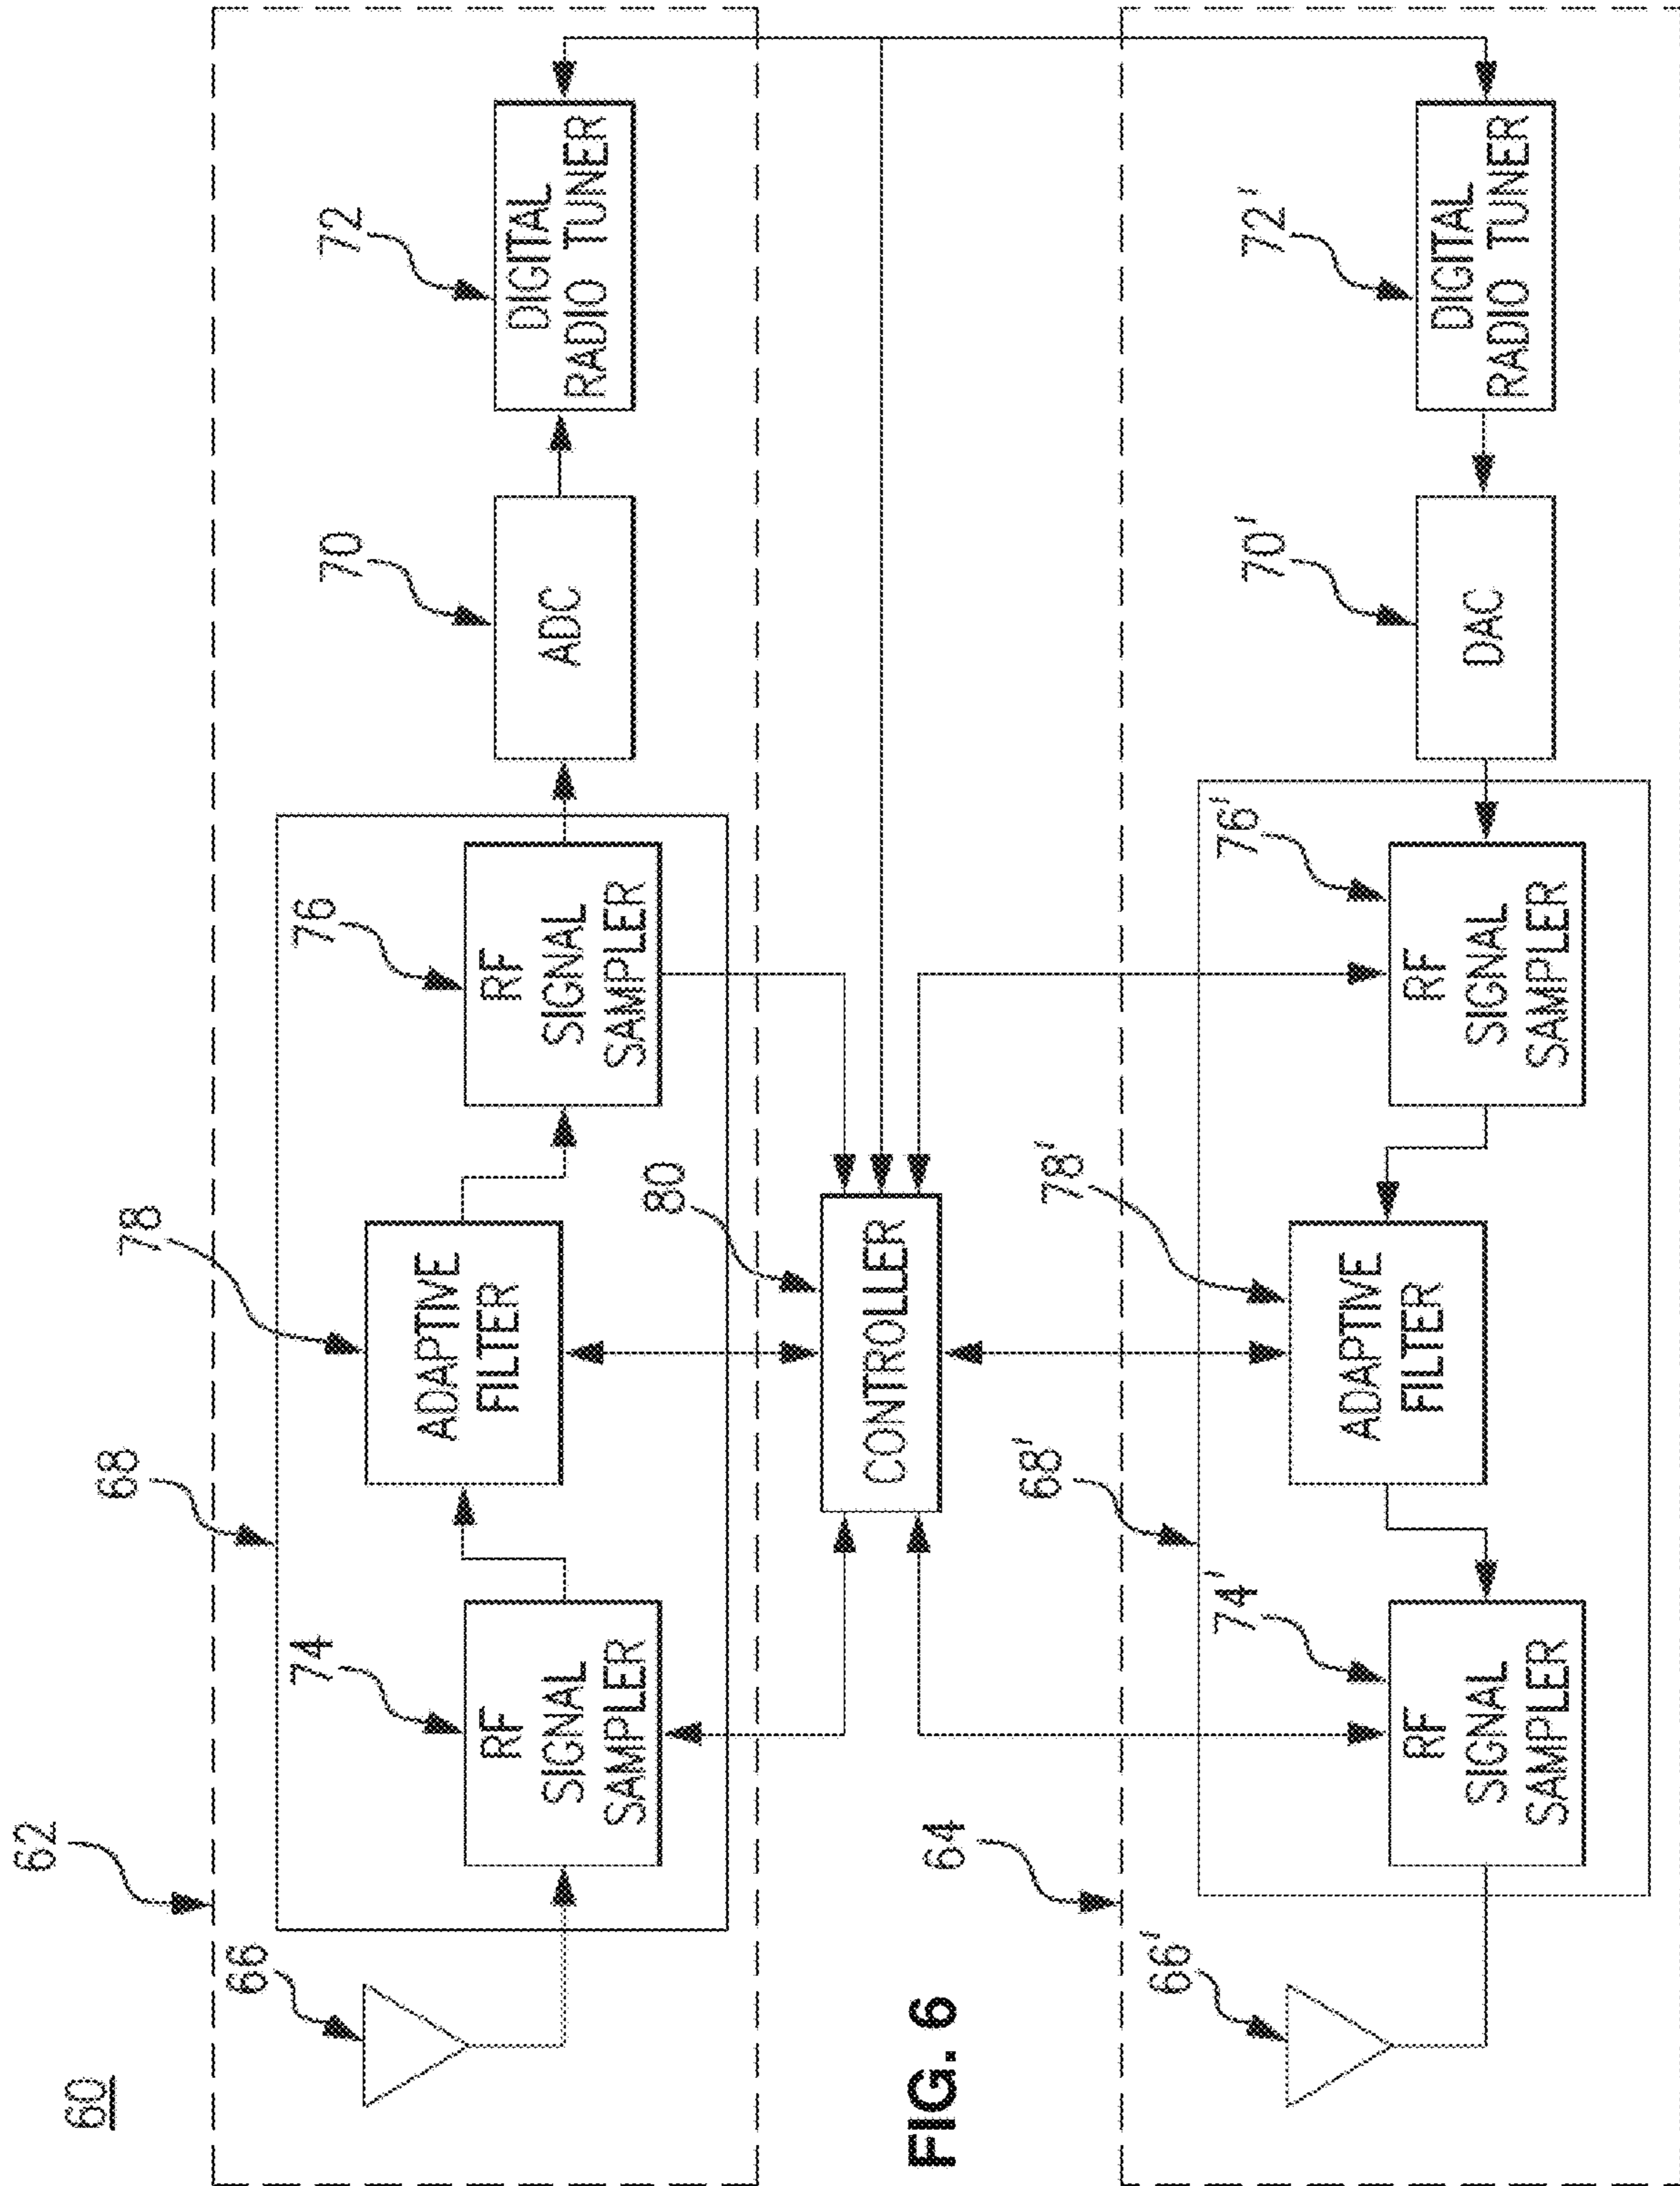 60
62
66
68
74
RF
SIGNAL
SAMPLER
78
ADAPTIVE
FILTER
76
RF
SIGNAL
SAMPLER
70
ADC
72
DIGITAL
RADIO TUNER
80
CONTROLLER
FIG. 6
64
66'
68'
74'
RF
SIGNAL
SAMPLER
78'
ADAPTIVE
FILTER
76'
RF
SIGNAL
SAMPLER
70'
DAC
72'
DIGITAL
RADIO TUNER